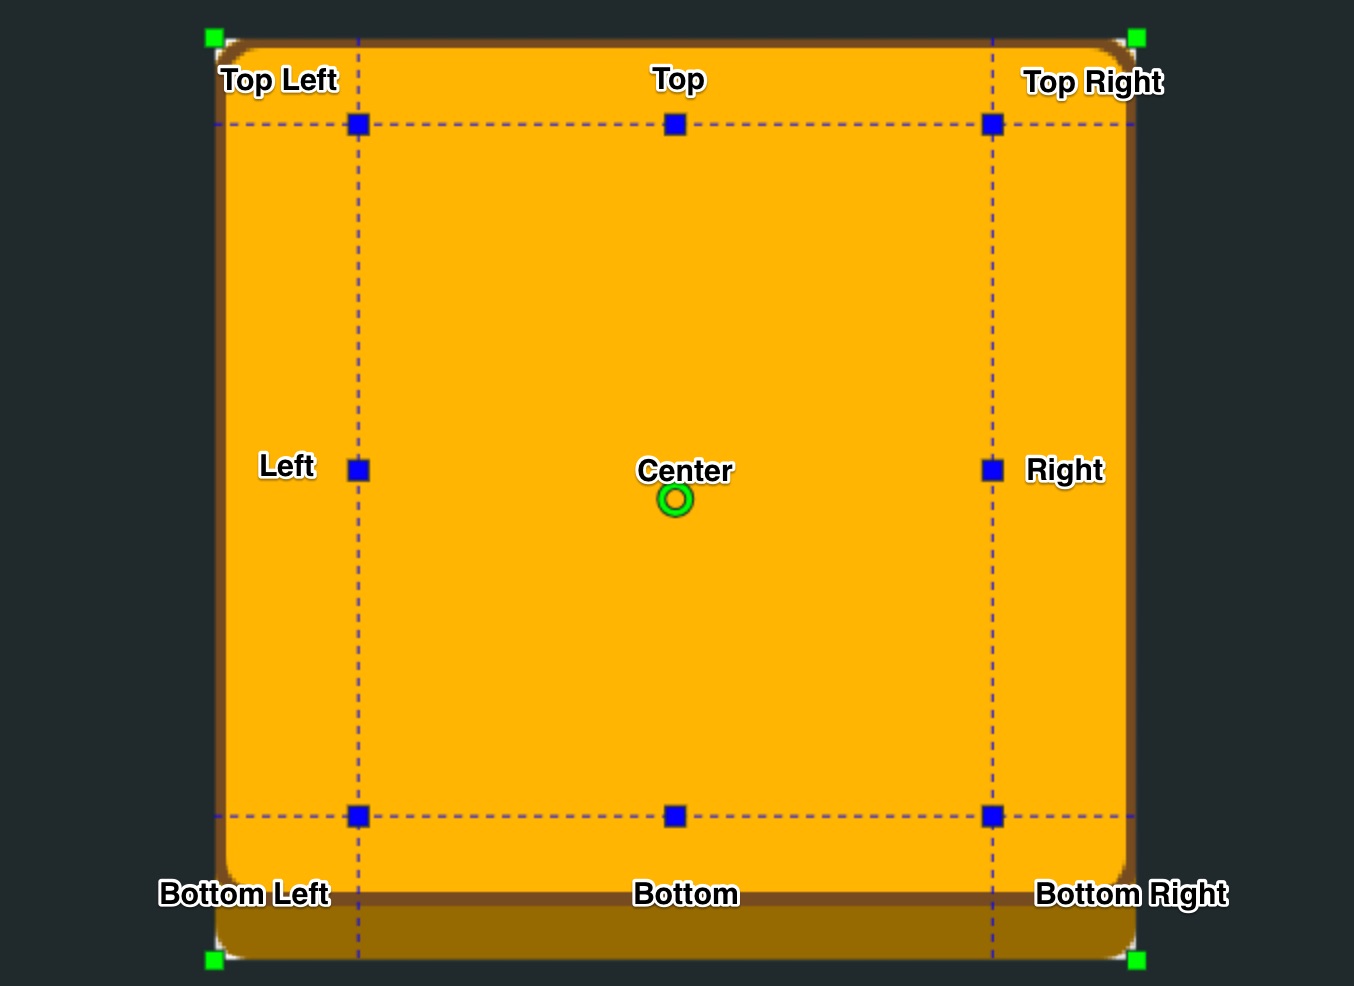 Top Left
Top
Top Right
Left
Center
Right
Bottom Left
Bottom
Bottom Right